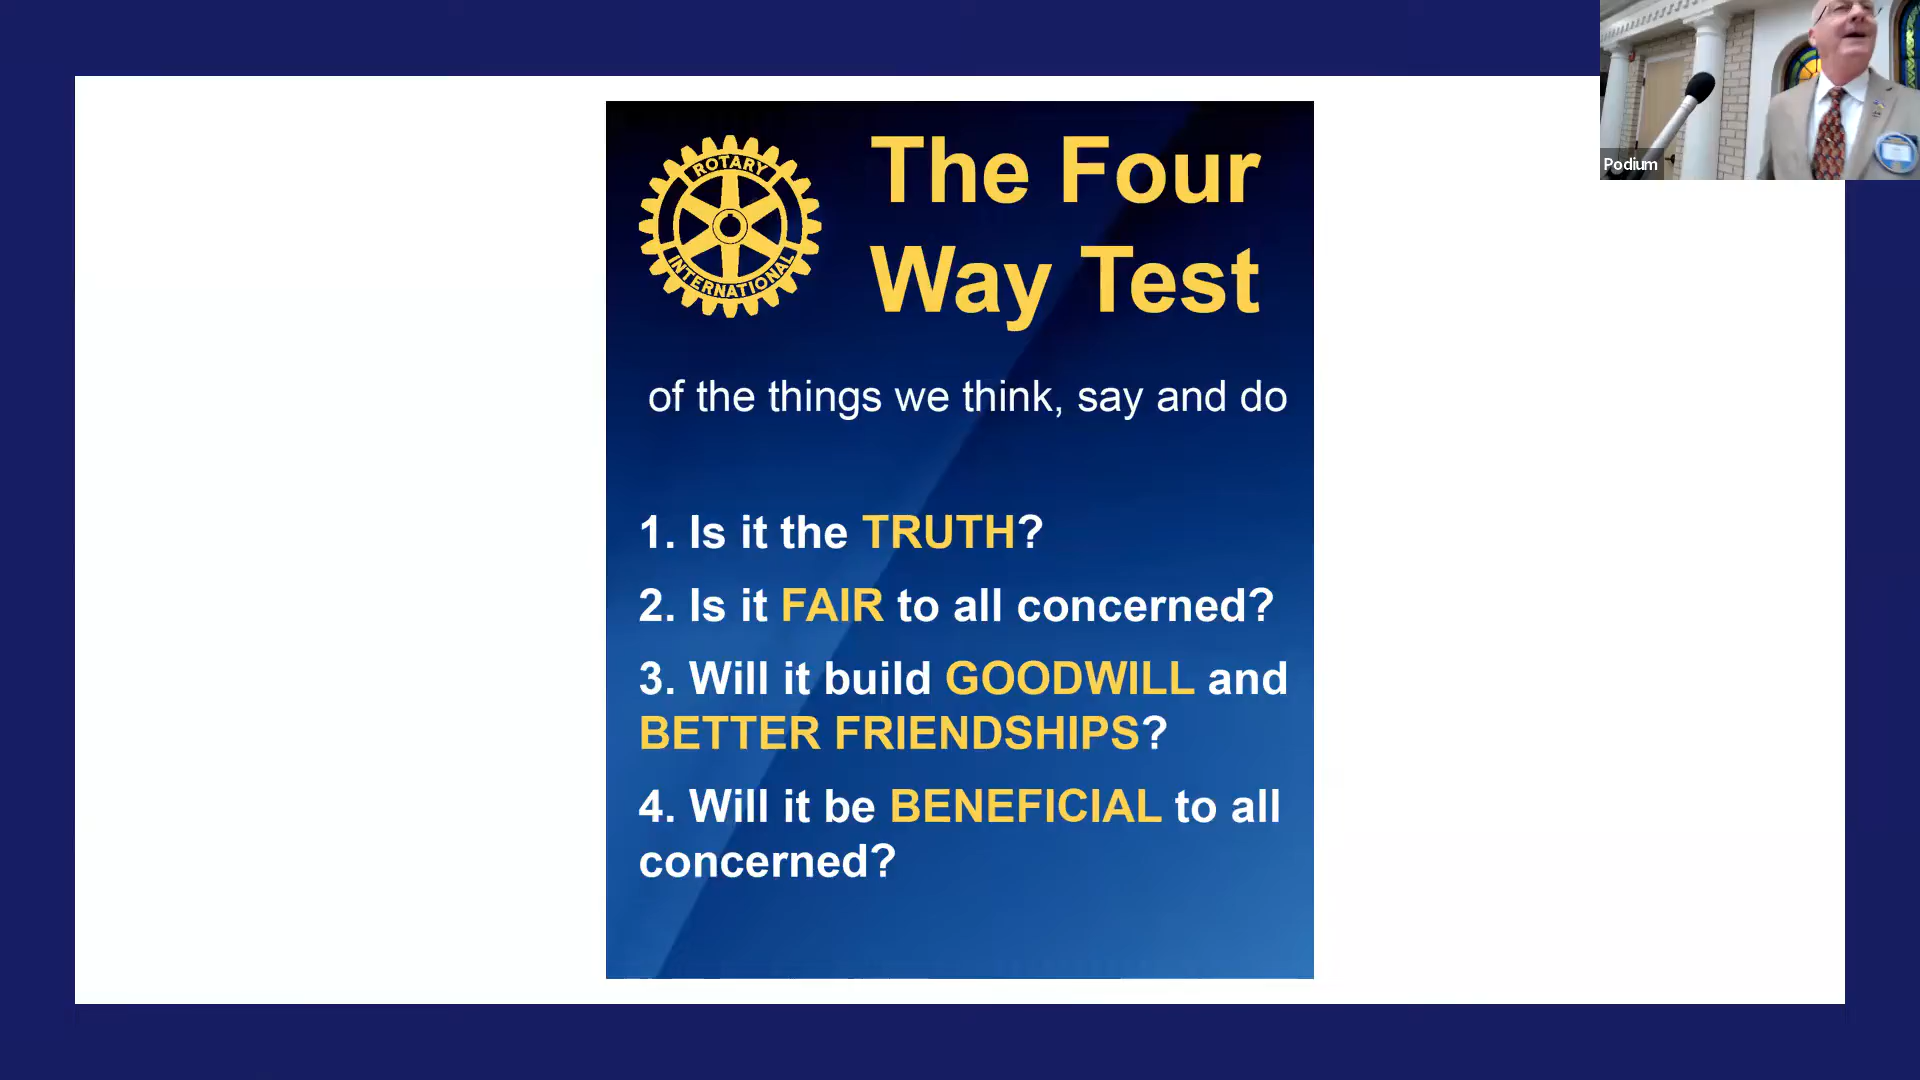 ROTARY
INTERNATIONAL
The Four
Way Test
of the things we think, say and do
1. Is it the TRUTH?
2. Is it FAIR to all concerned?
3. Will it build GOODWILL and
BETTER FRIENDSHIPS?
4. Will it be BENEFICIAL to all
concerned?
Podium